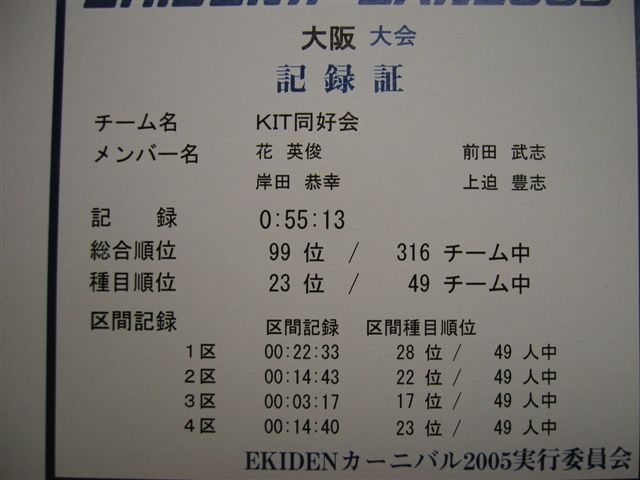 大阪 大会
記録証
チーム名 KIT同好会
メンバー名 花 英俊 前田 武志
岸田 恭幸 上迫 豊志
記 録 0:55:13
総合順位 99 位 / 316 チーム中
種目順位 23 位 / 49 チーム中
区間記録 区間記録 区間種目順位
1区 00:22:33 28 位 / 49 人中
2区 00:14:43 22 位 / 49 人中
3区 00:03:17 17 位 / 49 人中
4区 00:14:40 23 位 / 49 人中
EKIDENカーニバル2005実行委員会